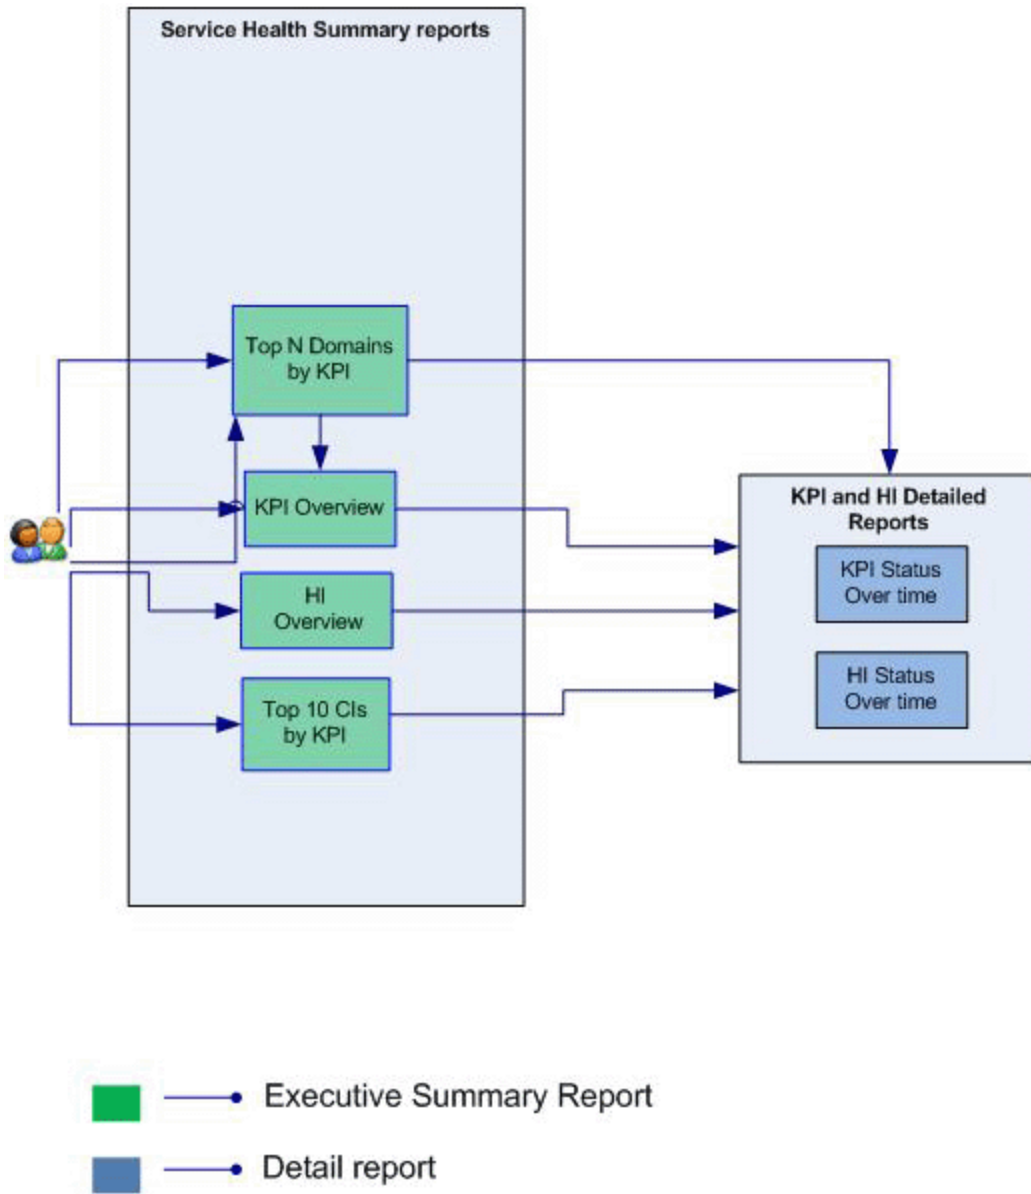 Service Health Summary reports
Top N Domains
by KPI
KPI Overview
HI
Overview
Top 10 CIs
by KPI
KPI and HI Detailed
Reports
KPI Status
Over time
HI Status
Over time
Executive Summary Report
Detail report